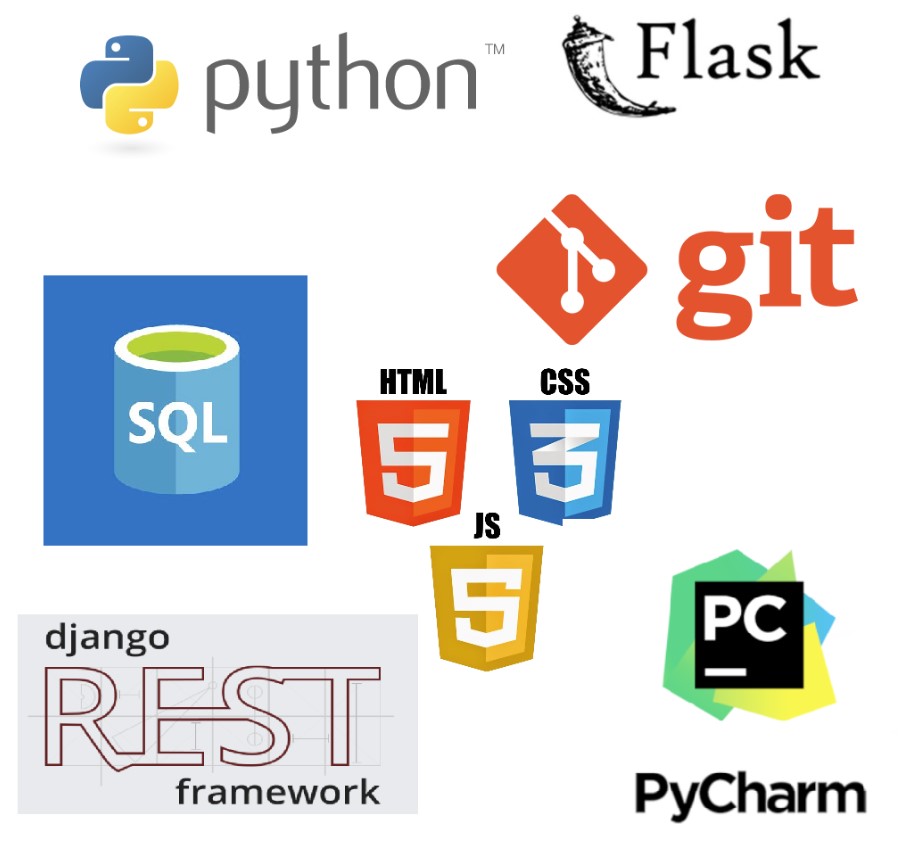 python™
Flask
git
SQL
HTML
5
CSS
3
JS
5
django
REST
framework
PC
PyCharm